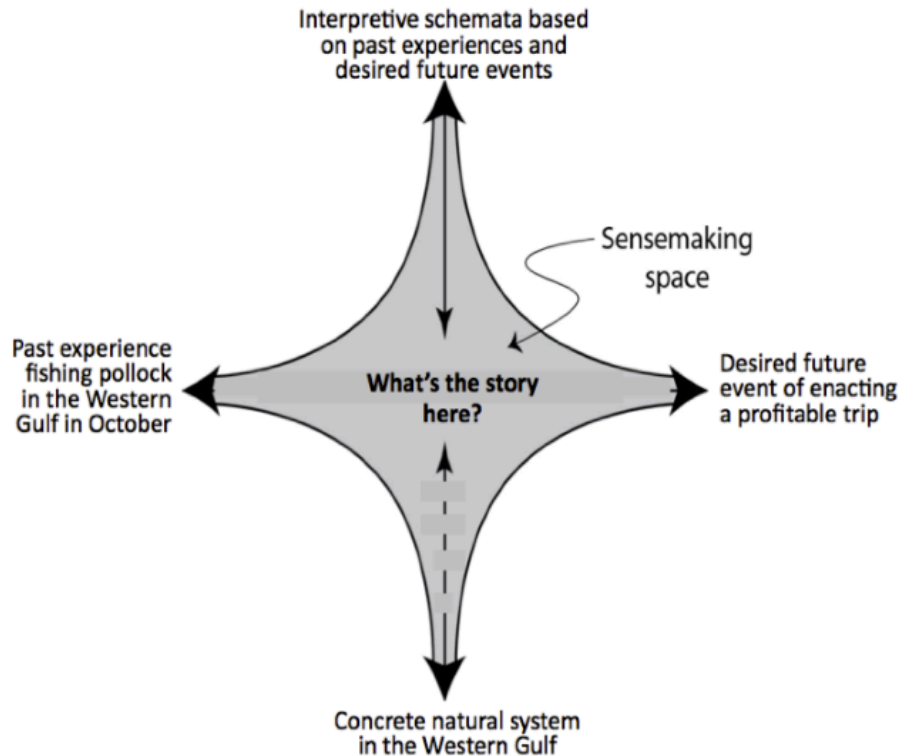 Interpretive schemata based
on past experiences and
desired future events
Sensemaking
space
Past experience
fishing pollock
in the Western
Gulf in October
What's the story
here?
Desired future
event of enacting
a profitable trip
Concrete natural system
in the Western Gulf